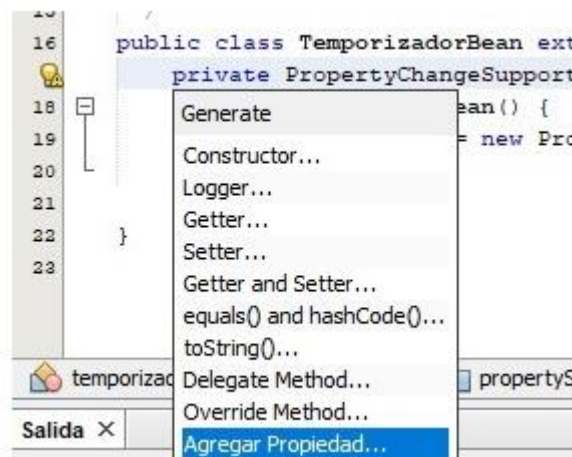 15
16 public class TemporizadorBean ext
private PropertyChangeSupport
18 ean() {
19 = new Pro
20
21
22 }
23
Generate
Constructor...
Logger...
Getter...
Setter...
Getter and Setter...
equals() and hashCode()...
toString()...
Delegate Method...
Override Method...
Agregar Propiedad...
temporizad
propertyS
Salida ×